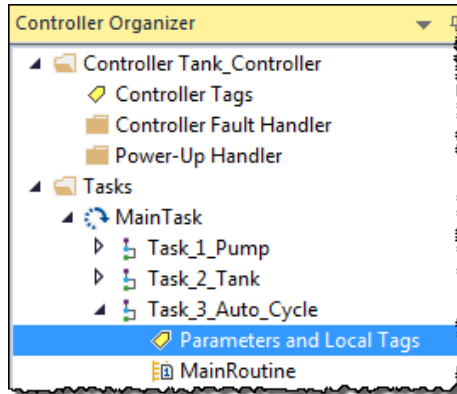 Controller Organizer
Controller Tank_Controller
Controller Tags
Controller Fault Handler
Power-Up Handler
Tasks
MainTask
Task_1_Pump
Task_2_Tank
Task_3_Auto_Cycle
Parameters and Local Tags
MainRoutine